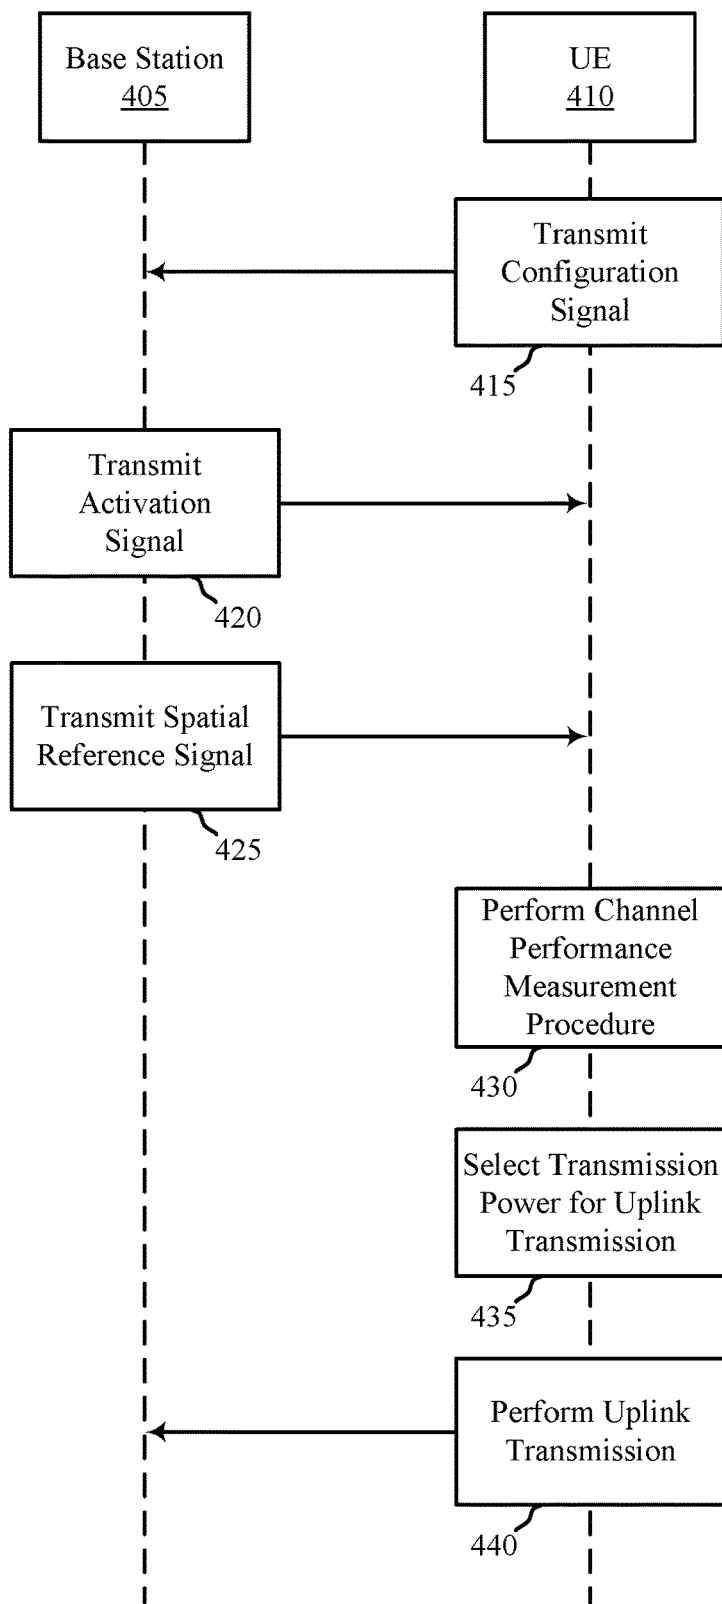 Base Station
405
UE
410
Transmit
Configuration
Signal
415
Transmit
Activation
Signal
420
Transmit Spatial
Reference Signal
425
Perform Channel
Performance
Measurement
Procedure
430
Select Transmission
Power for Uplink
Transmission
435
Perform Uplink
Transmission
440